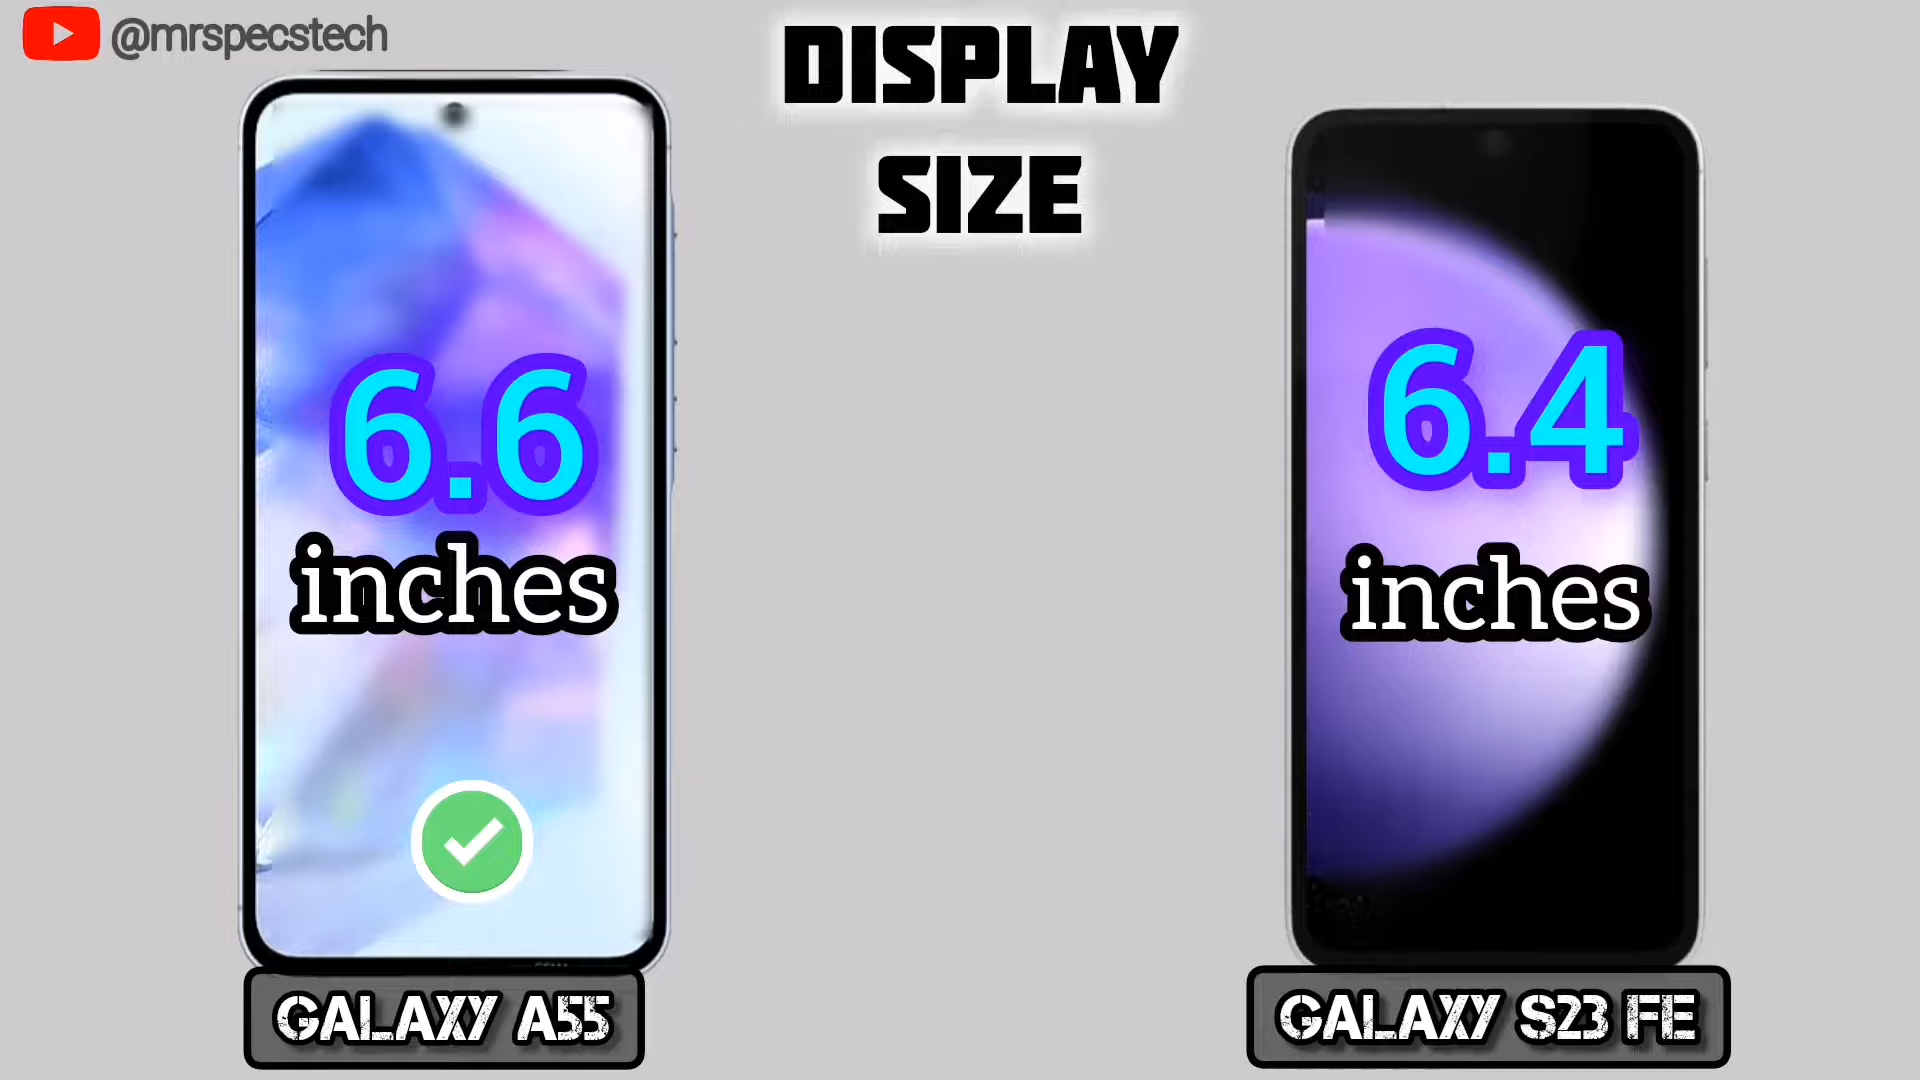 @mrspecstech
DISPLAY
SIZE
6.6
inches
6.4
inches
GALAXY A55
GALAXY S23 FE